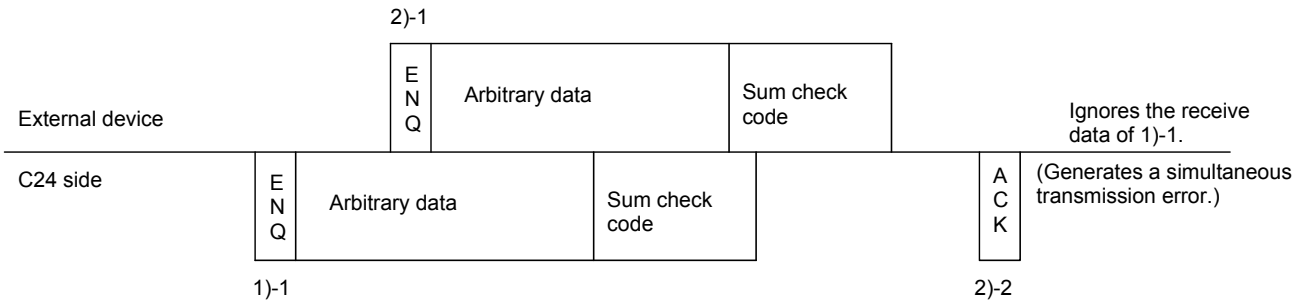 2)-1
E
N
Q
Arbitrary data
Sum check
code
External device
Ignores the receive
data of 1)-1.
C24 side
E
N
Q
Arbitrary data
Sum check
code
A
C
K
(Generates a simultaneous
transmission error.)
1)-1
2)-2